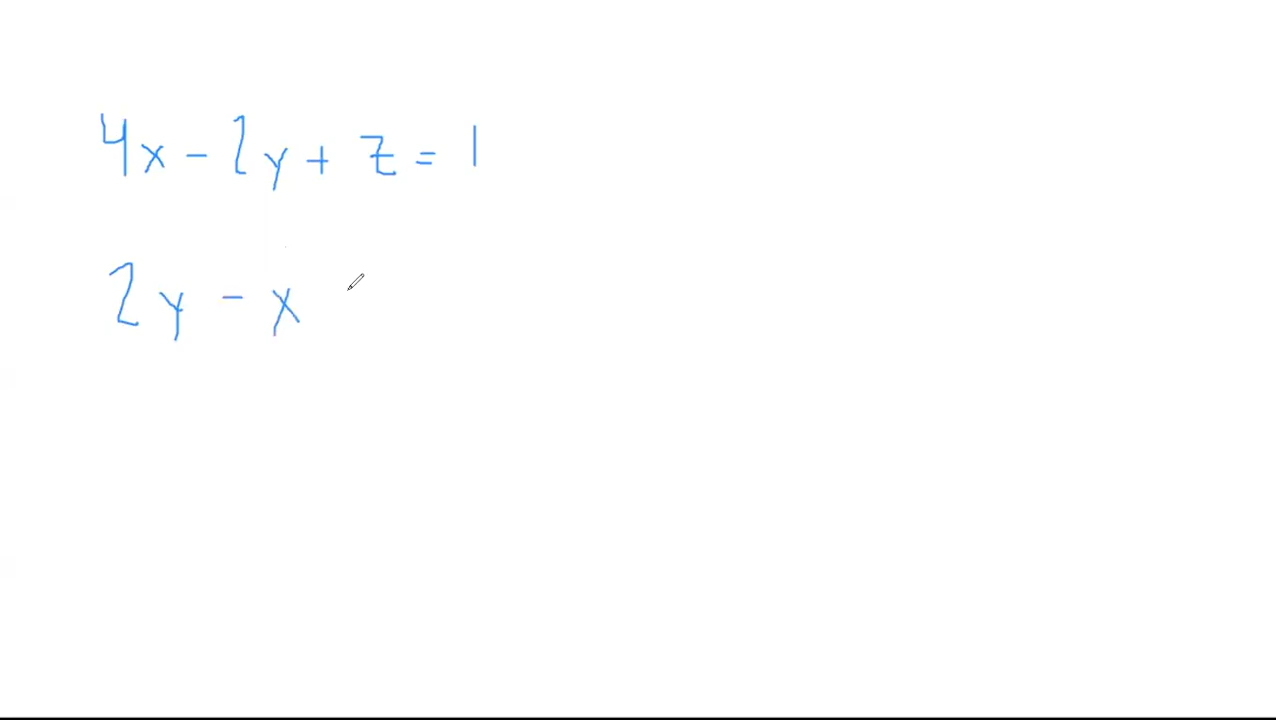 4x - 2y + z = 1
2y - x